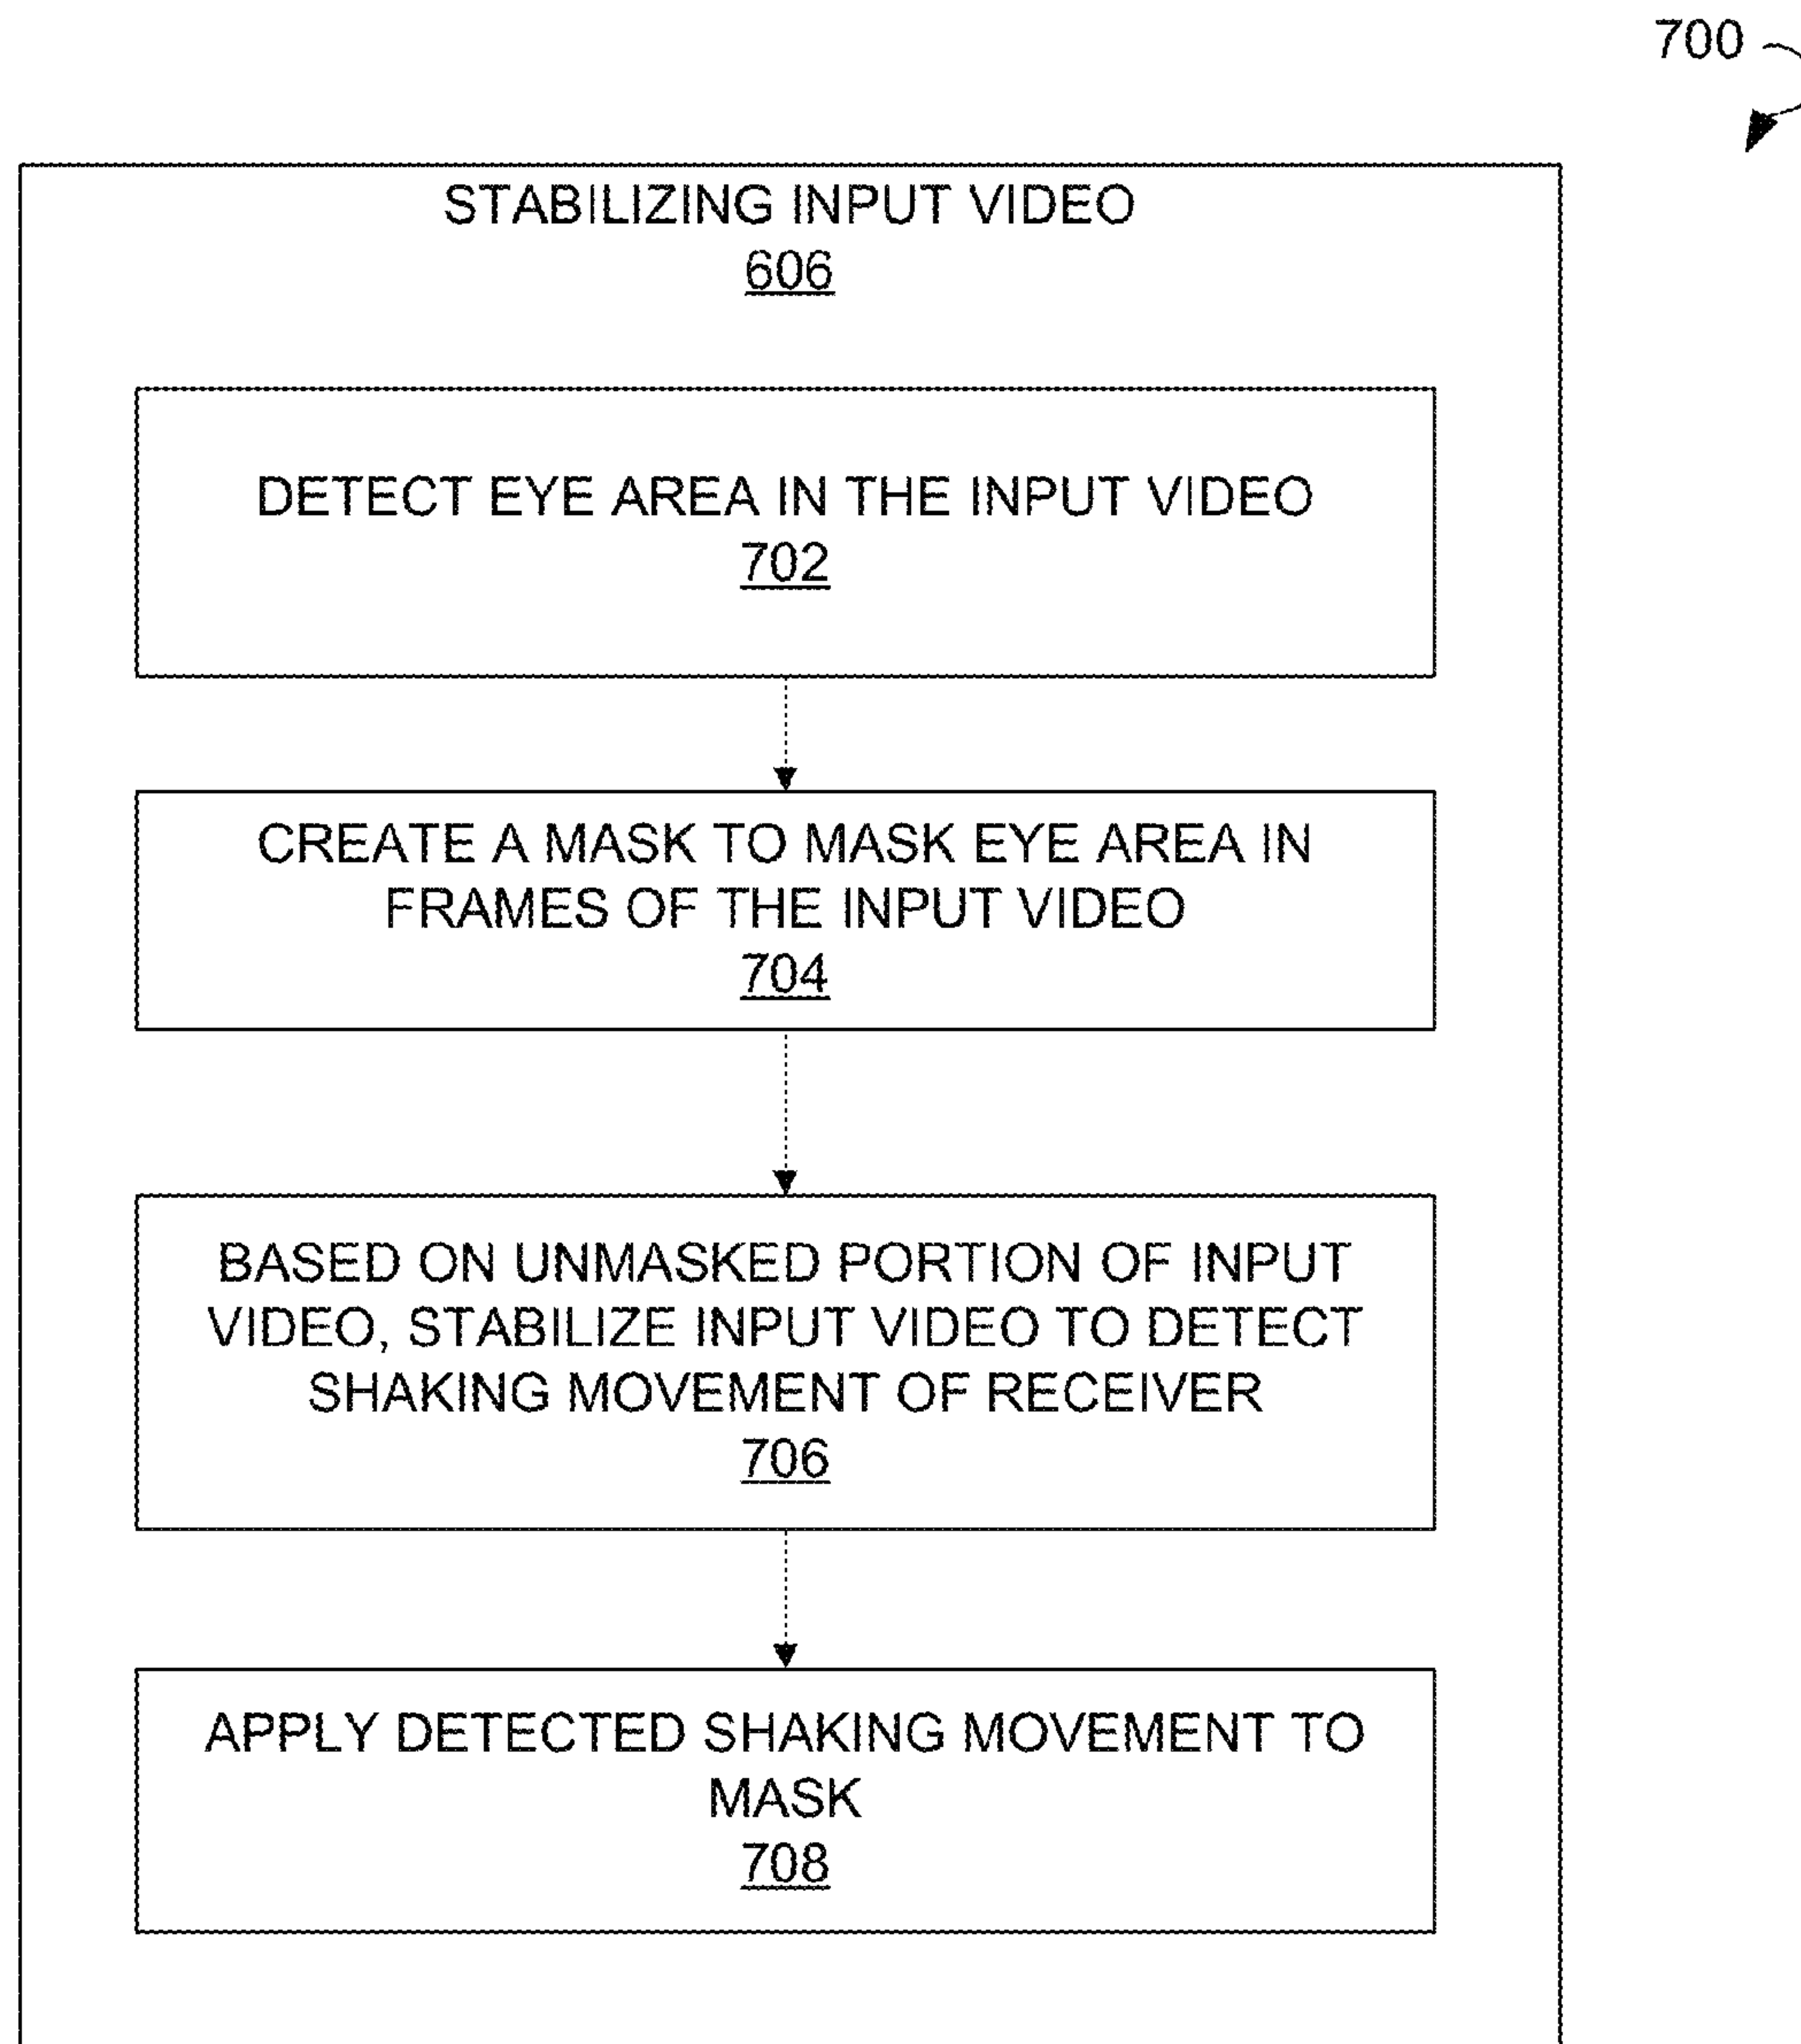 700
STABILIZING INPUT VIDEO
606
DETECT EYE AREA IN THE INPUT VIDEO
702
CREATE A MASK TO MASK EYE AREA IN
FRAMES OF THE INPUT VIDEO
704
BASED ON UNMASKED PORTION OF INPUT
VIDEO, STABILIZE INPUT VIDEO TO DETECT
SHAKING MOVEMENT OF RECEIVER
706
APPLY DETECTED SHAKING MOVEMENT TO
MASK
708